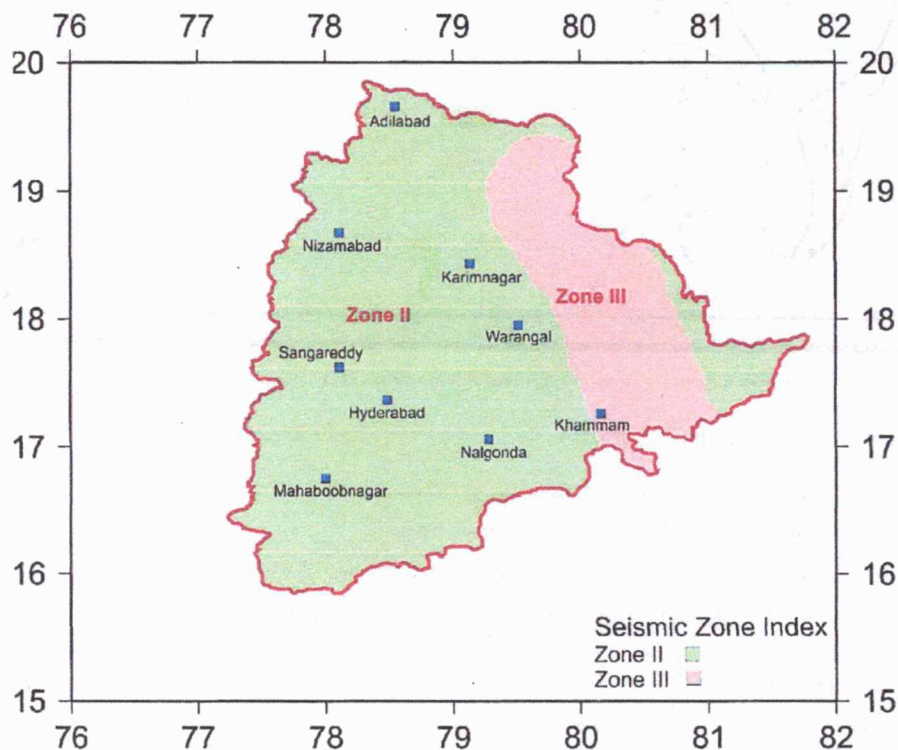 76 77 78 79 80 81 82
20 20
Adilabad
19 19
Nizamabad
Karimnagar
Zone III
Zone II
18 18
Warangal
Sangareddy
Hyderabad
Khammam
17 17
Nalgonda
Mahaboobnagar
16 16
Seismic Zone Index
Zone II
Zone III
15 15
76 77 78 79 80 81 82